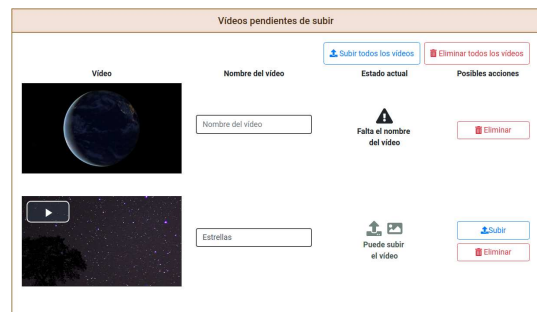 Vídeos pendientes de subir
Subir todos los vídeos
Eliminar todos los vídeos
Vídeo
Nombre del vídeo
Estado actual
Posibles acciones
Nombre del vídeo
Falta el nombre
del vídeo
Eliminar
Estrellas
Puede subir
el vídeo
Subir
Eliminar